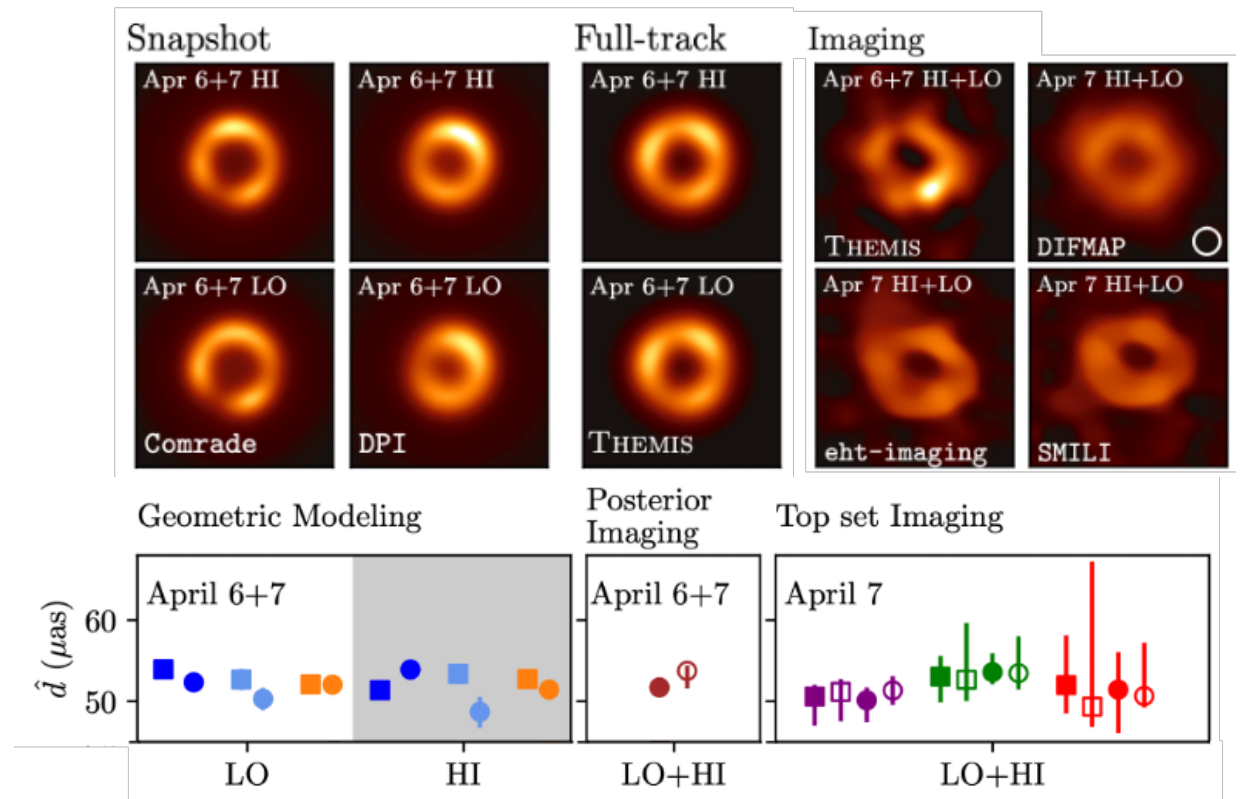 Snapshot
Full-track
Imaging
Apr 6+7 HI
Apr 6+7 HI
Apr 6+7 HI
Apr 6+7 HI+LO
Apr 7 HI+LO
THEMIS
DIFMAP
Apr 6+7 LO
Apr 6+7 LO
Apr 6+7 LO
Apr 7 HI+LO
Apr 7 HI+LO
Comrade
DPI
THEMIS
eht-imaging
SMILI
Geometric Modeling
Posterior
Imaging
Top set Imaging
April 6+7
April 6+7
April 7
60
50
d̂ (μas)
LO
HI
LO+HI
LO+HI